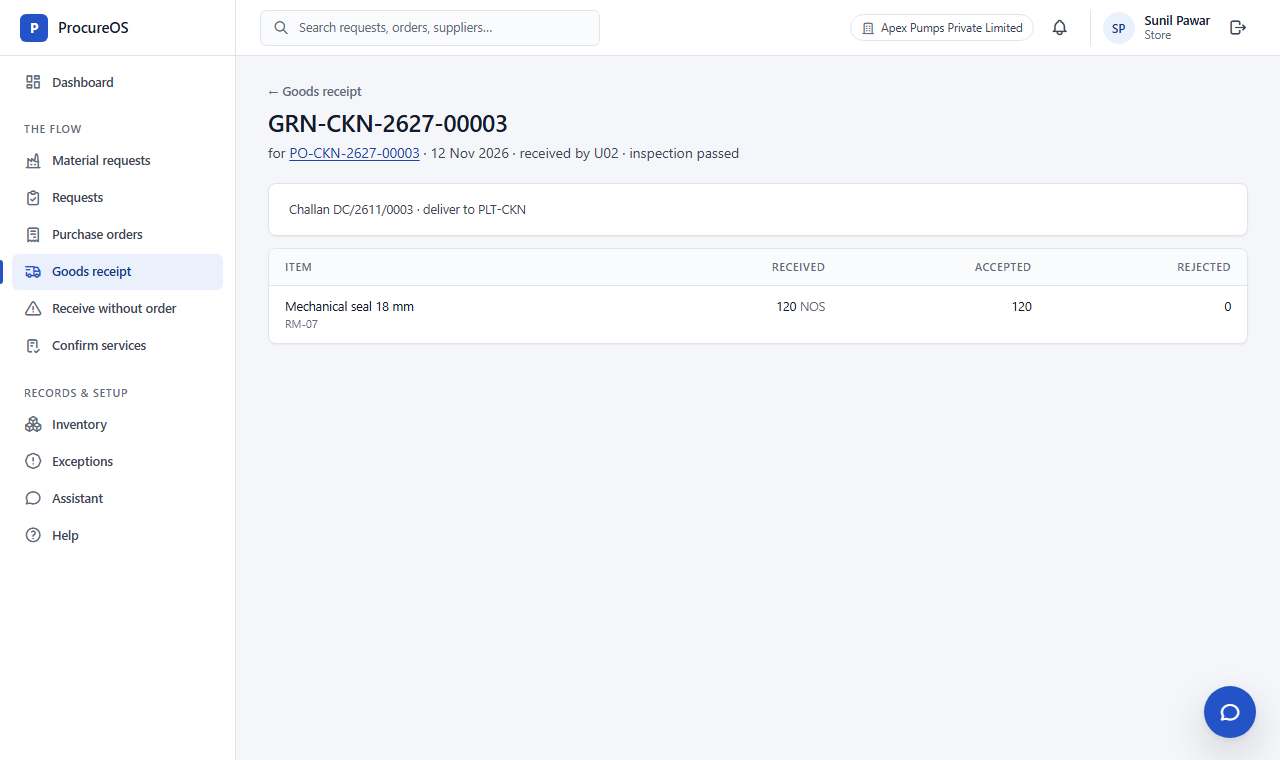 P ProcureOS
Search requests, orders, suppliers...
Apex Pumps Private Limited
SP
Sunil Pawar
Store
Dashboard
THE FLOW
Material requests
Requests
Purchase orders
Goods receipt
Receive without order
Confirm services
RECORDS & SETUP
Inventory
Exceptions
Assistant
Help
← Goods receipt
GRN-CKN-2627-00003
for PO-CKN-2627-00003 · 12 Nov 2026 · received by U02 · inspection passed
Challan DC/2611/0003 · deliver to PLT-CKN
ITEM RECEIVED ACCEPTED REJECTED
Mechanical seal 18 mm 120 NOS 120 0
RM-07